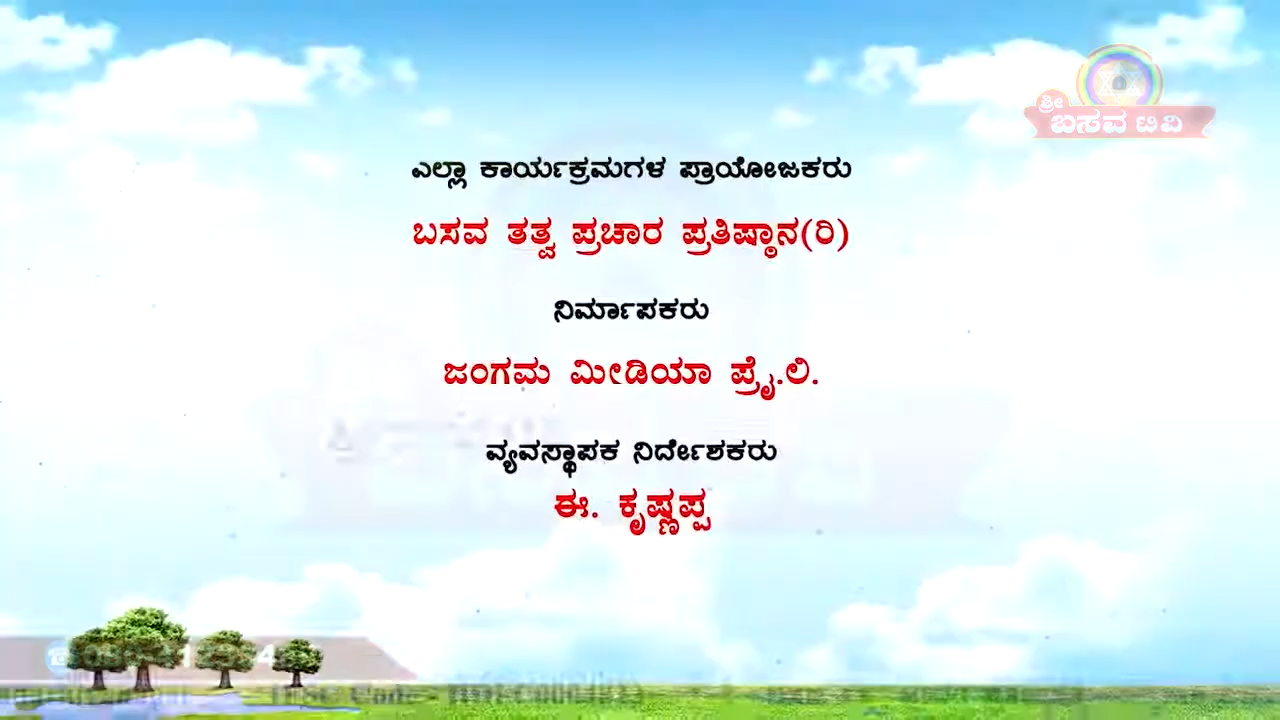 ಶ್ರೀ
ಬಸವ ಟಿವಿ
ಎಲ್ಲಾ ಕಾರ್ಯಕ್ರಮಗಳ ಪ್ರಾಯೋಜಕರು
ಬಸವ ತತ್ವ ಪ್ರಚಾರ ಪ್ರತಿಷ್ಠಾನ(ರಿ)
ನಿರ್ಮಾಪಕರು
ಜಂಗಮ ಮೀಡಿಯಾ ಪ್ರೈ.ಲಿ.
ವ್ಯವಸ್ಥಾಪಕ ನಿರ್ದೇಶಕರು
ಈ. ಕೃಷ್ಣಪ್ಪ